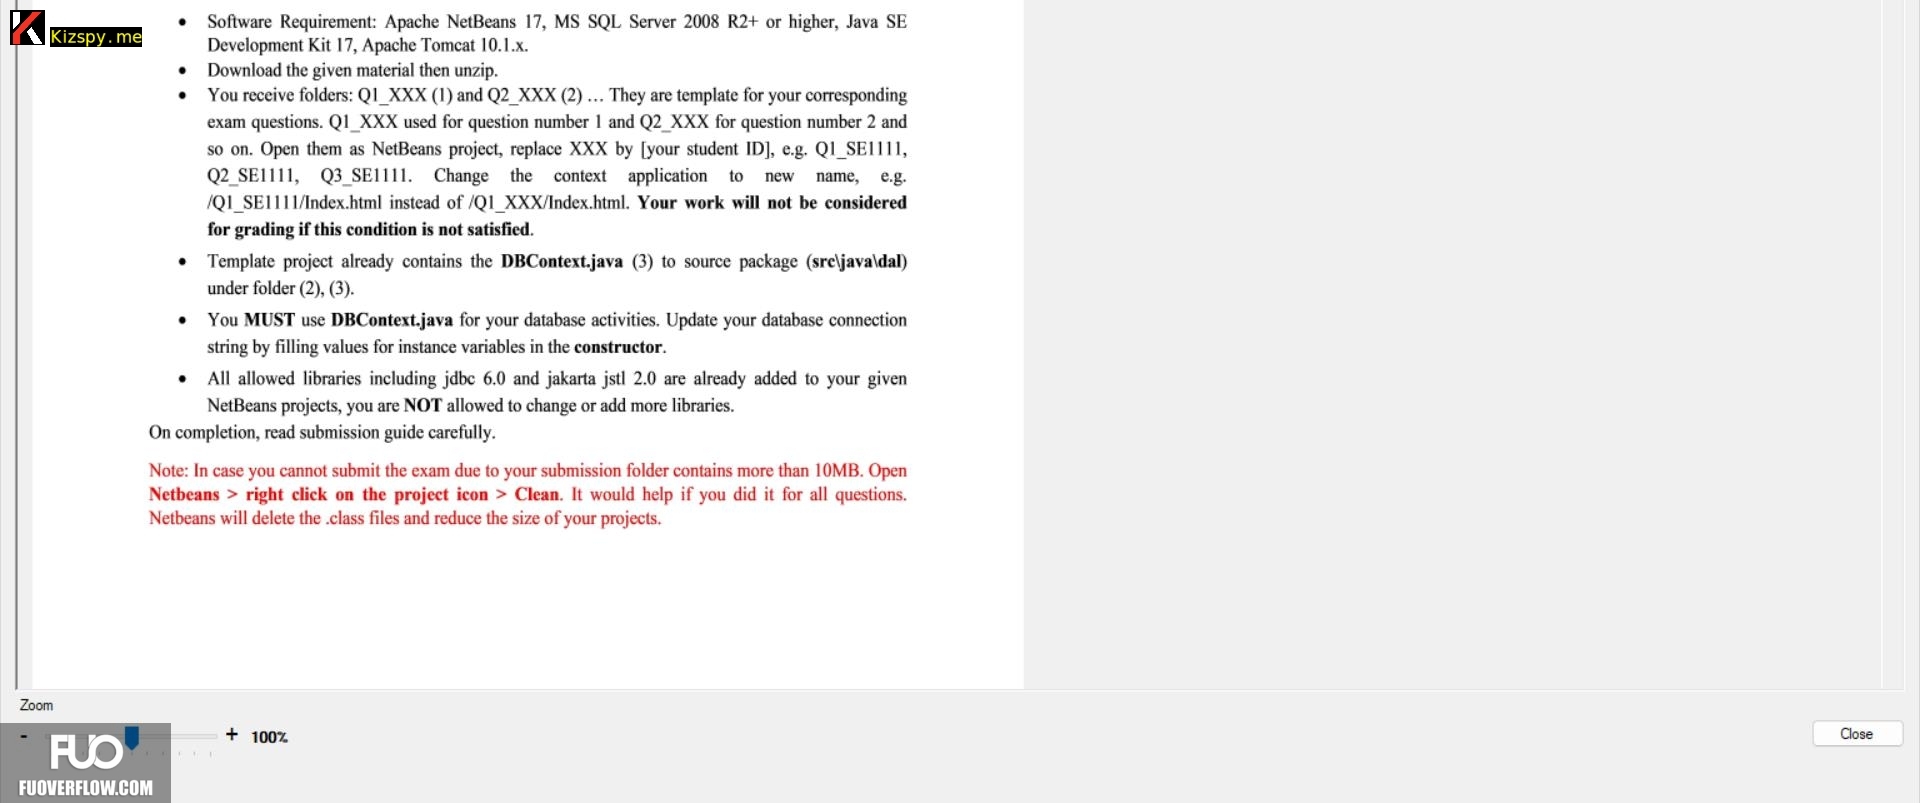 Kizspy.me
• Software Requirement: Apache NetBeans 17, MS SQL Server 2008 R2+ or higher, Java SE
Development Kit 17, Apache Tomcat 10.1.x.
• Download the given material then unzip.
• You receive folders: Q1_XXX (1) and Q2_XXX (2) … They are template for your corresponding
exam questions. Q1_XXX used for question number 1 and Q2_XXX for question number 2 and
so on. Open them as NetBeans project, replace XXX by [your student ID], e.g. Q1_SE1111,
Q2_SE1111, Q3_SE1111. Change the context application to new name, e.g.
/Q1_SE1111/Index.html instead of /Q1_XXX/Index.html. Your work will not be considered
for grading if this condition is not satisfied.
• Template project already contains the DBContext.java (3) to source package (src\java\dal)
under folder (2), (3).
• You MUST use DBContext.java for your database activities. Update your database connection
string by filling values for instance variables in the constructor.
• All allowed libraries including jdbc 6.0 and jakarta jstl 2.0 are already added to your given
NetBeans projects, you are NOT allowed to change or add more libraries.
On completion, read submission guide carefully.
Note: In case you cannot submit the exam due to your submission folder contains more than 10MB. Open
Netbeans > right click on the project icon > Clean. It would help if you did it for all questions.
Netbeans will delete the .class files and reduce the size of your projects.
Zoom
- + 100%
Close
FUO
FUOVERFLOW.COM